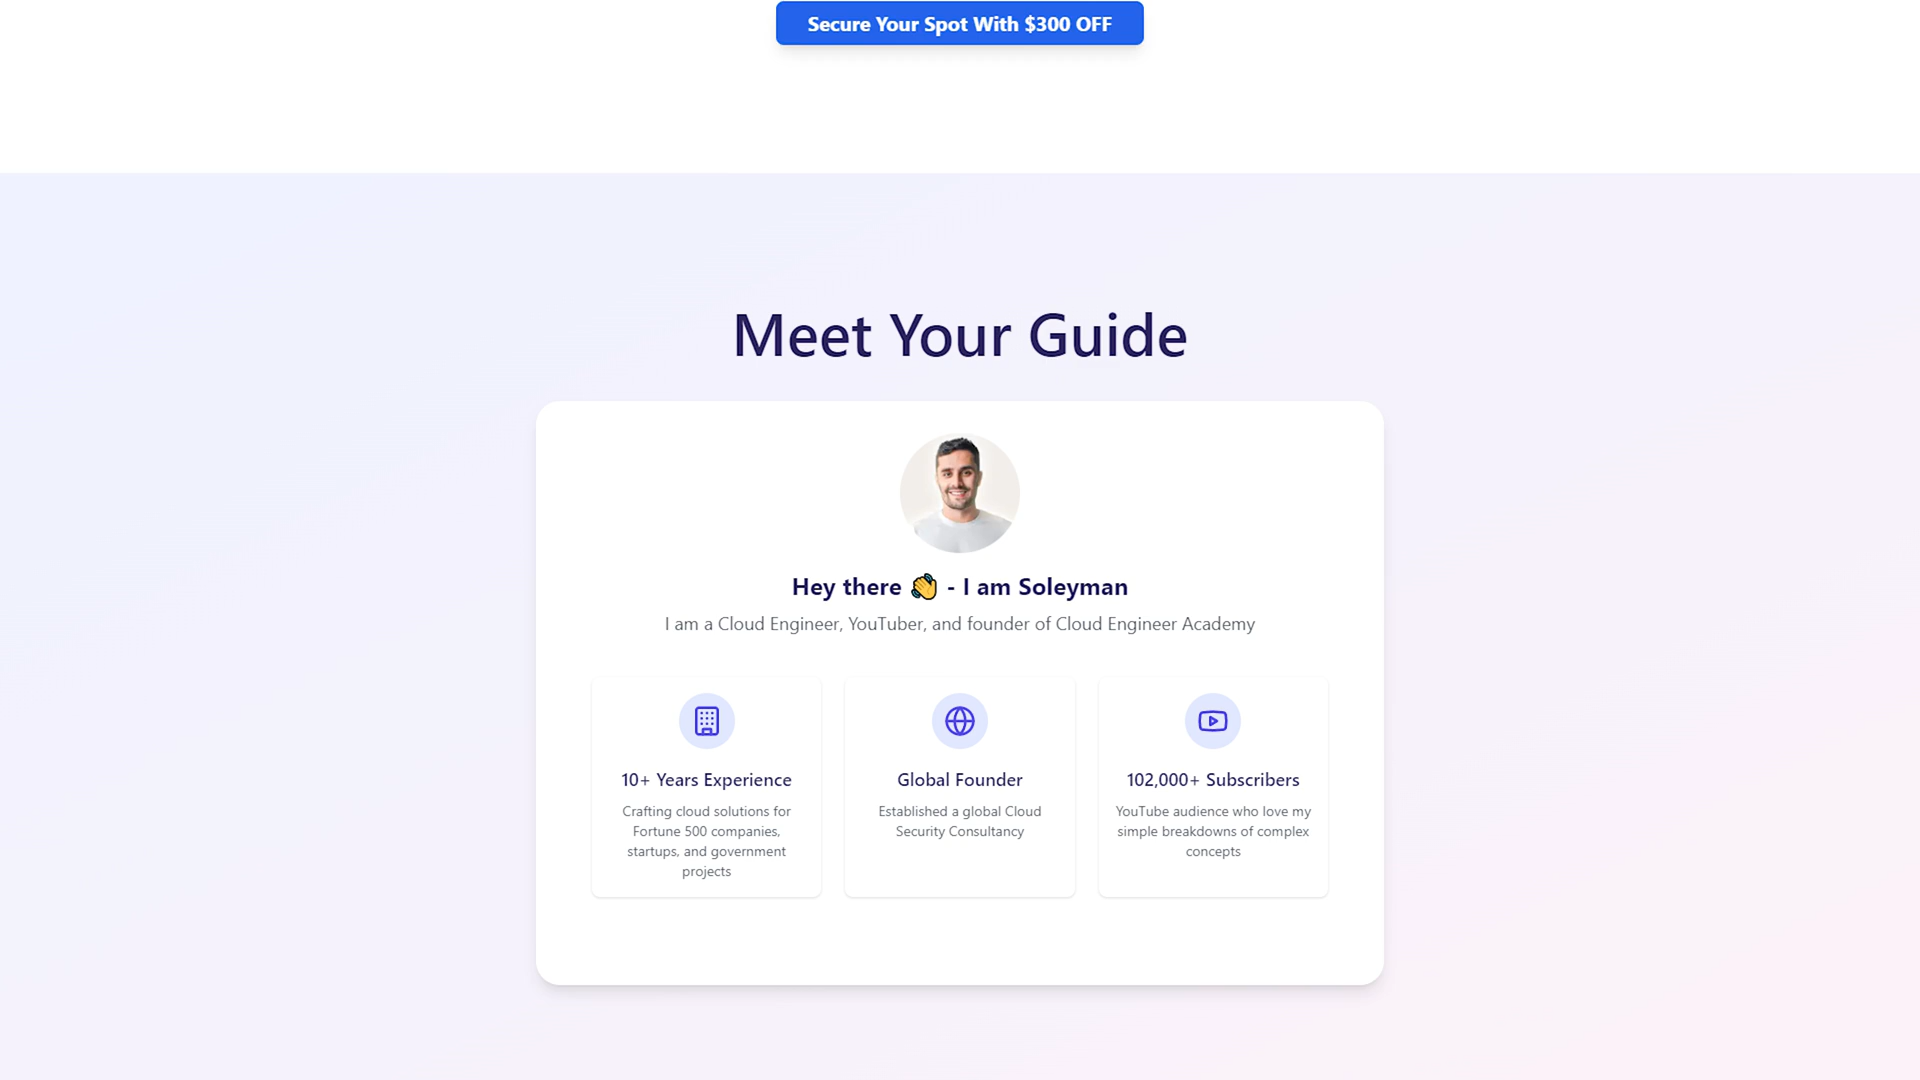 Secure Your Spot With $300 OFF
Meet Your Guide
Hey there 👋 - I am Soleyman
I am a Cloud Engineer, YouTuber, and founder of Cloud Engineer Academy
10+ Years Experience
Crafting cloud solutions for
Fortune 500 companies,
startups, and government
projects
Global Founder
Established a global Cloud
Security Consultancy
102,000+ Subscribers
YouTube audience who love my
simple breakdowns of complex
concepts